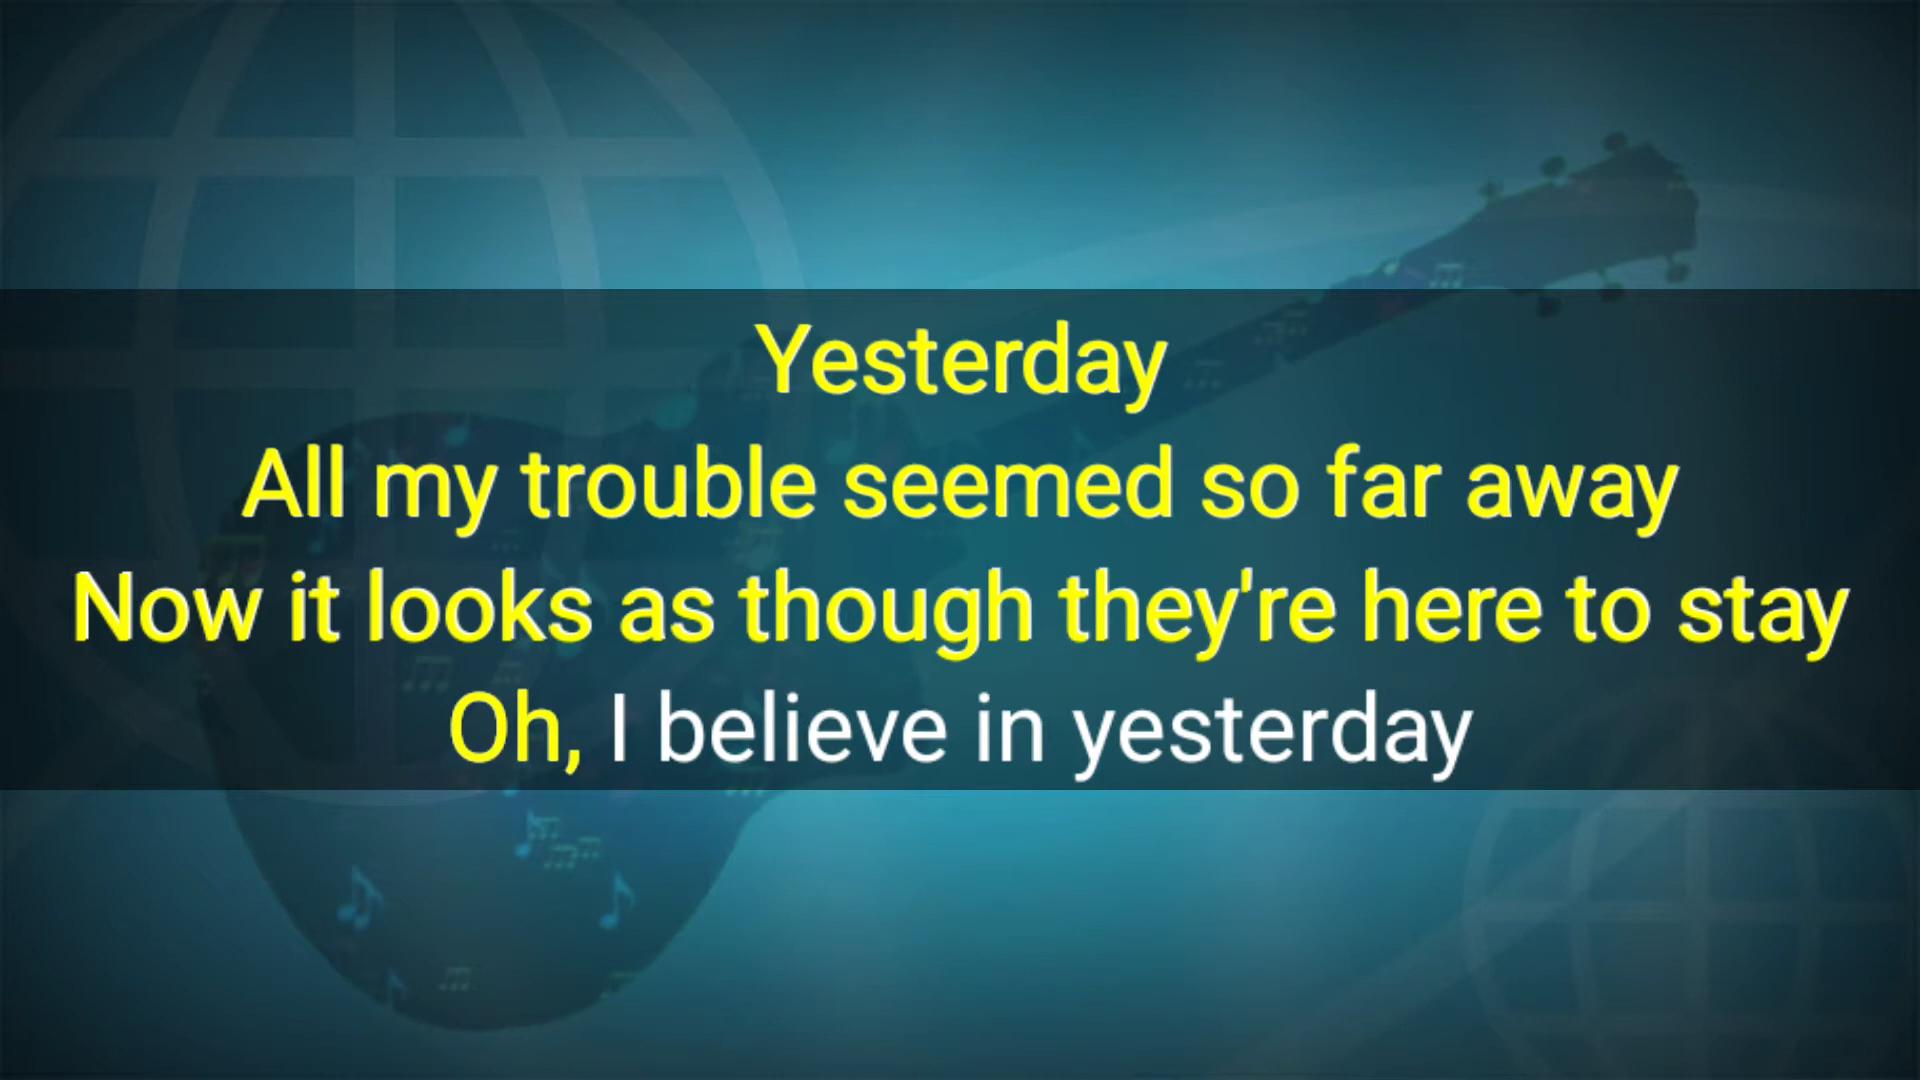 Yesterday
All my trouble seemed so far away
Now it looks as though they're here to stay
Oh, I believe in yesterday